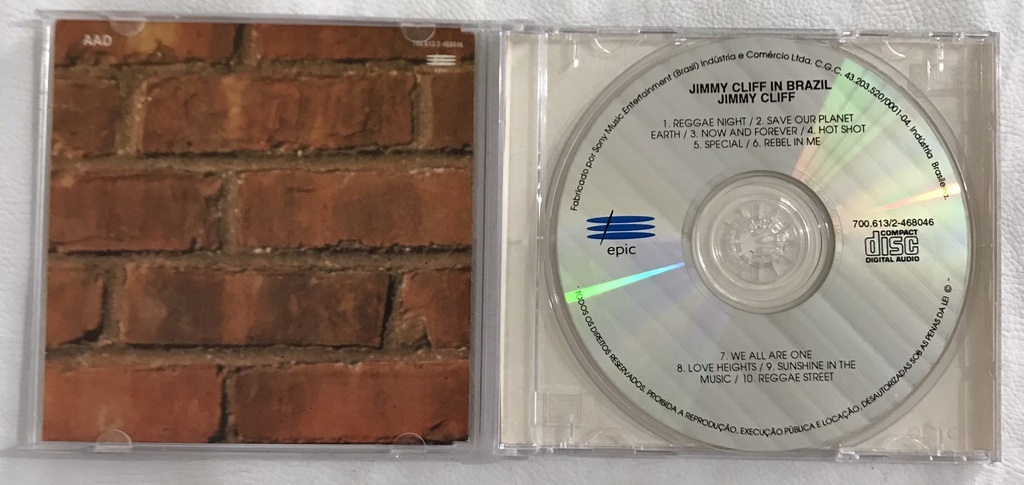 AAD
700.613/2-468046
Fabricado por Sony Music Entertainment (Brasil) Indústria e Comércio Ltda. C.G.C. 43.203.520/0001-04. Indústria Brasileira.
JIMMY CLIFF IN BRAZIL
JIMMY CLIFF
1. REGGAE NIGHT / 2. SAVE OUR PLANET
EARTH / 3. NOW AND FOREVER / 4. HOT SHOT
5. SPECIAL / 6. REBEL IN ME
epic
700.613/2-468046
COMPACT
disc
DIGITAL AUDIO
7. WE ALL ARE ONE
8. LOVE HEIGHTS / 9. SUNSHINE IN THE
MUSIC / 10. REGGAE STREET
- TODOS OS DIREITOS RESERVADOS. PROIBIDA A REPRODUÇÃO, EXECUÇÃO PÚBLICA E LOCAÇÃO, DESAUTORIZADAS SOB AS PENAS DA LEI © -